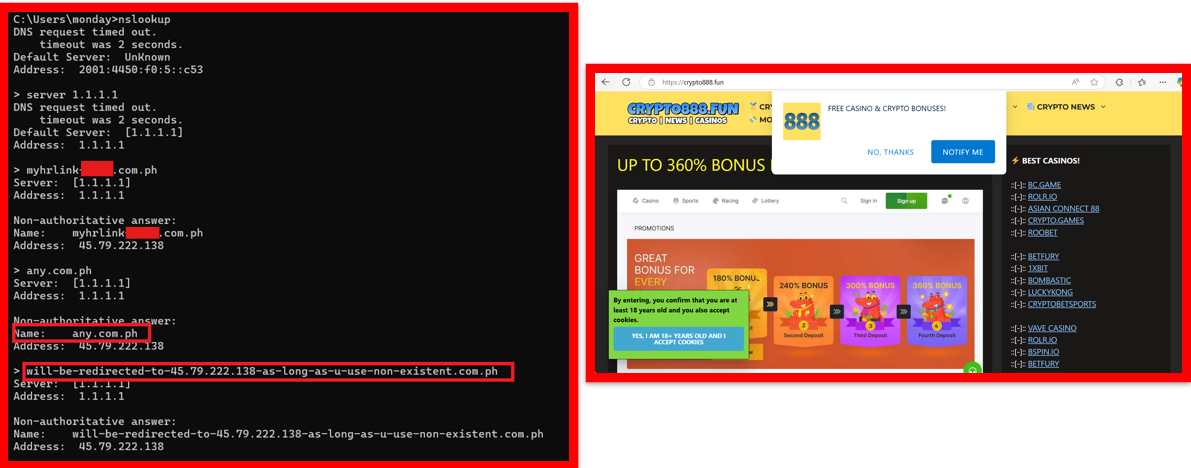 C:\Users\monday>nslookup
DNS request timed out.
timeout was 2 seconds.
Default Server:  UnKnown
Address:  2001:4450:f0:5::c53
> server 1.1.1.1
DNS request timed out.
timeout was 2 seconds.
Default Server:  [1.1.1.1]
Address:  1.1.1.1
> myhrlink- .com.ph
Server:  [1.1.1.1]
Address:  1.1.1.1
Non-authoritative answer:
Name:    myhrlink .com.ph
Address:  45.79.222.138
> any.com.ph
Server:  [1.1.1.1]
Address:  1.1.1.1
Non-authoritative answer:
Name:    any.com.ph
Address:  45.79.222.138
> will-be-redirected-to-45.79.222.138-as-long-as-u-use-non-existent.com.ph
Server:  [1.1.1.1]
Address:  1.1.1.1
Non-authoritative answer:
Name:    will-be-redirected-to-45.79.222.138-as-long-as-u-use-non-existent.com.ph
Address:  45.79.222.138
https://crypto888.fun
CRYPTO888.FUN
CRYPTO | NEWS | CASINOS
CRYPTO NEWS
888
FREE CASINO & CRYPTO BONUSES!
NO, THANKS
NOTIFY ME
UP TO 360% BONUS
Casino Sports Racing Lottery
Sign in Sign up
PROMOTIONS
GREAT
BONUS FOR
EVERY
180% BONUS
240% BONUS
2
Second Deposit
300% BONUS
3
Third Deposit
360% BONUS
4
Fourth Deposit
By entering, you confirm that you are at
least 18 years old and you also accept
cookies.
YES, I AM 18+ YEARS OLD AND I
ACCEPT COOKIES
BEST CASINOS!
::[-]:: BC.GAME
::[-]:: ROLR.IO
::[-]:: ASIAN CONNECT 88
::[-]:: CRYPTO.GAMES
::[-]:: ROOBET
::[-]:: BETFURY
::[-]:: 1XBIT
::[-]:: BOMBASTIC
::[-]:: LUCKYKONG
::[-]:: CRYPTOBETSPORTS
::[-]:: VAVE CASINO
::[-]:: ROLR.IO
::[-]:: BSPIN.IO
::[-]:: BETFURY